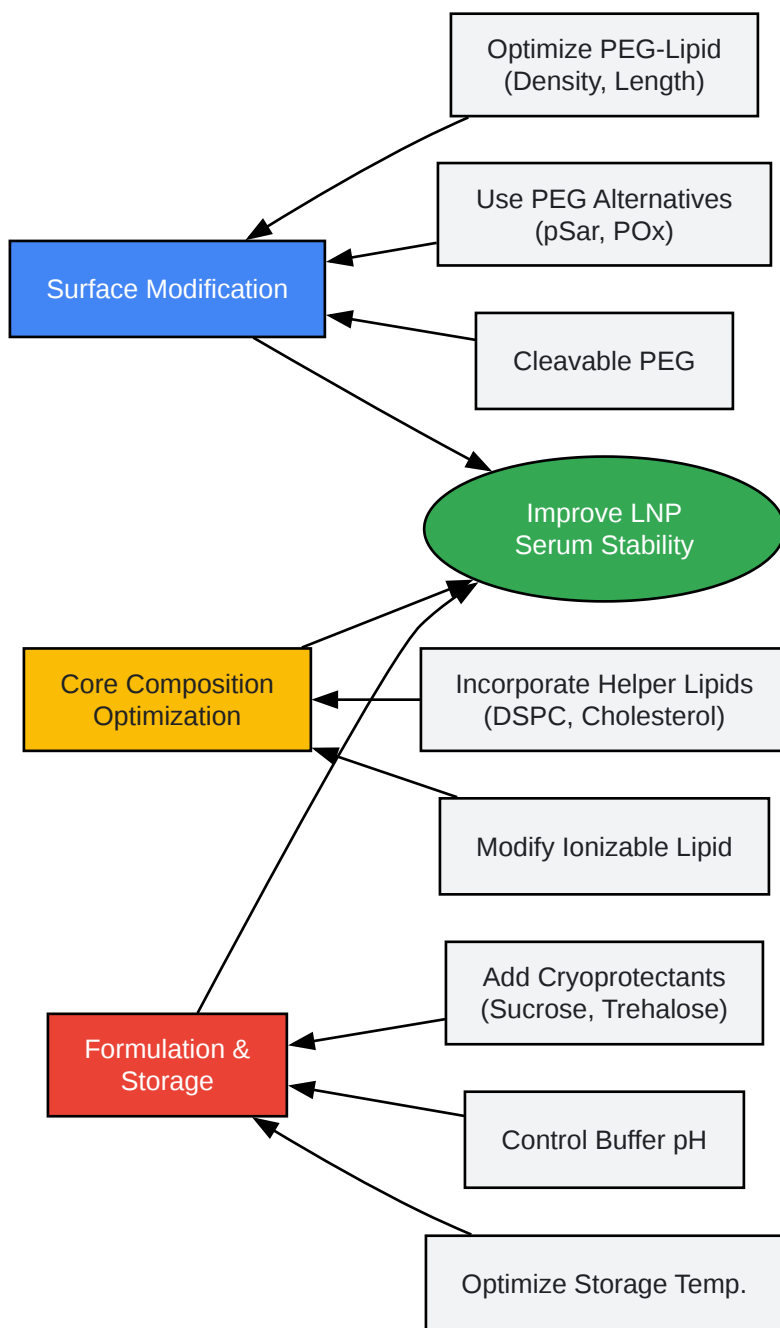 Optimize PEG-Lipid
(Density, Length)
Use PEG Alternatives
(pSar, POx)
Surface Modification
Cleavable PEG
Improve LNP
Serum Stability
Core Composition
Optimization
Incorporate Helper Lipids
(DSPC, Cholesterol)
Modify Ionizable Lipid
Add Cryoprotectants
(Sucrose, Trehalose)
Formulation &
Storage
Control Buffer pH
Optimize Storage Temp.